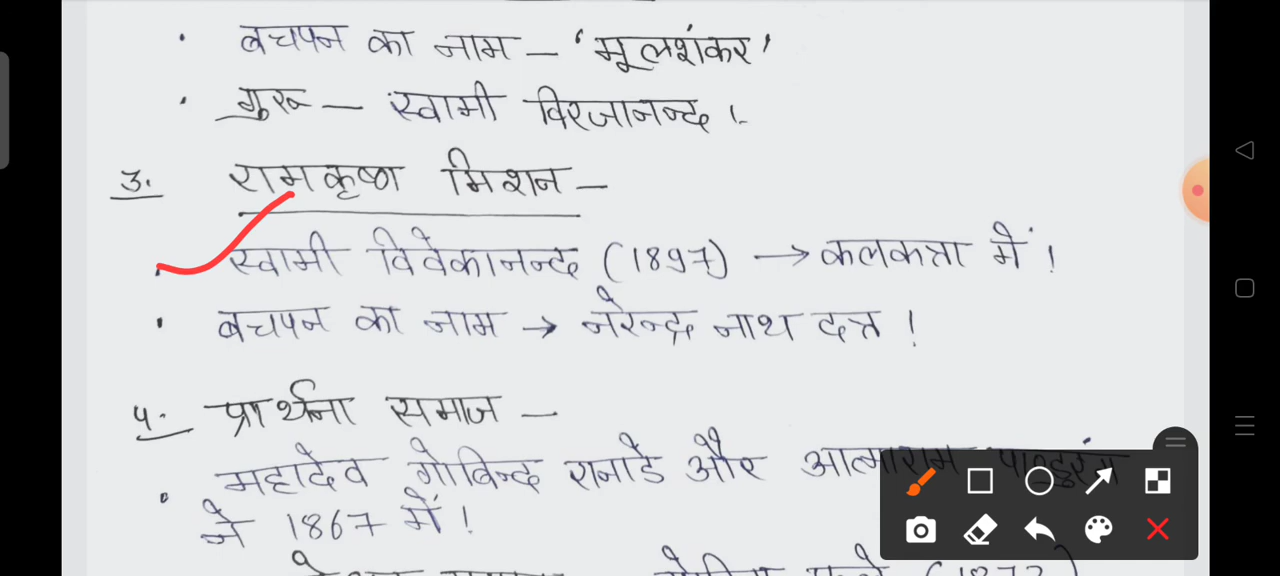 • बचपन का नाम – 'मूलशंकर'
• गुरू – स्वामी विरजानन्द ।
3. रामकृष्ण मिशन –
• स्वामी विवेकानन्द (1897) → कलकत्ता में !
• बचपन का नाम → नरेन्द्र नाथ दत्त !
4. प्रार्थना समाज –
• महादेव गोविन्द रानाडे और आत्माराम पाण्डुरंग
ने 1867 में !